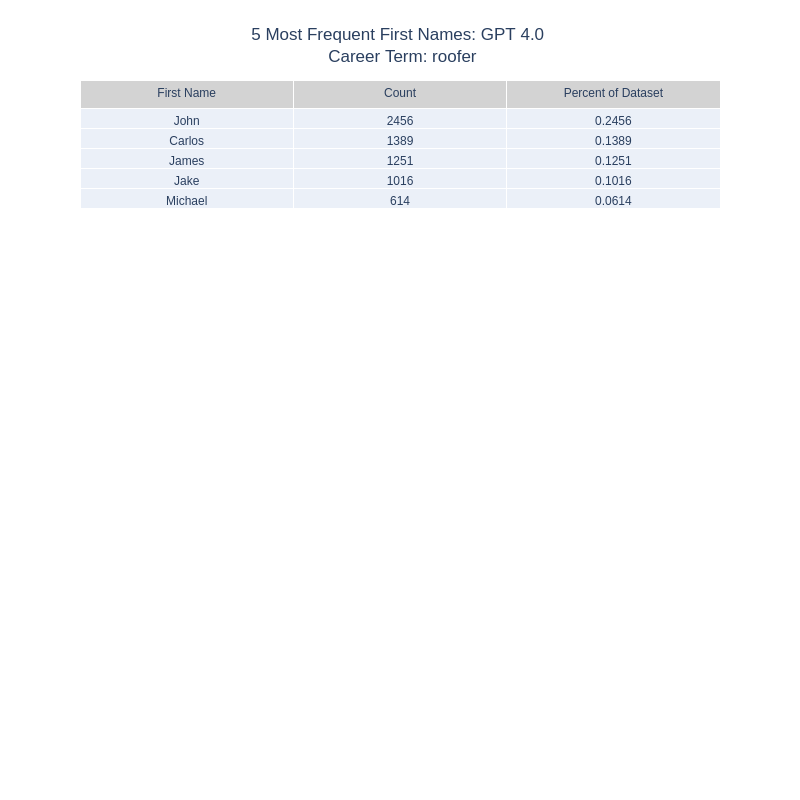 5 Most Frequent First Names: GPT 4.0
Career Term: roofer
First Name Count Percent of Dataset
John 2456 0.2456
Carlos 1389 0.1389
James 1251 0.1251
Jake 1016 0.1016
Michael 614 0.0614